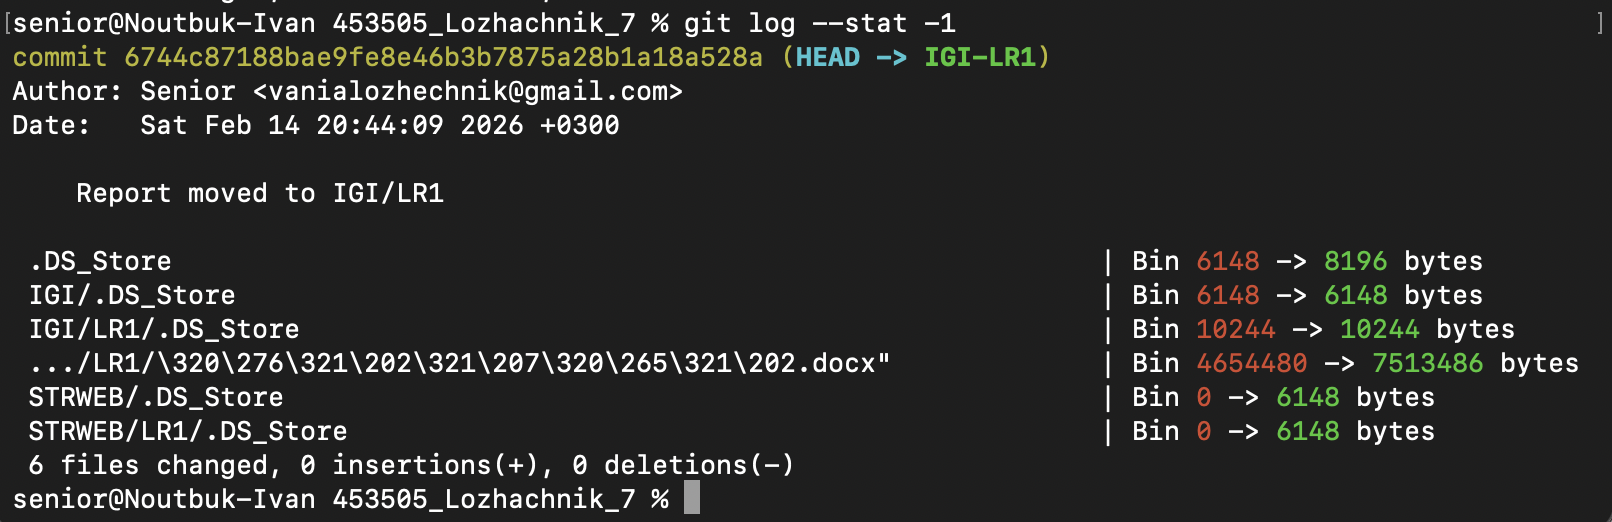 [senior@Noutbuk-Ivan 453505_Lozhachnik_7 % git log --stat -1 ]
commit 6744c87188bae9fe8e46b3b7875a28b1a18a528a (HEAD -> IGI-LR1)
Author: Senior <vanialozhechnik@gmail.com>
Date:   Sat Feb 14 20:44:09 2026 +0300

    Report moved to IGI/LR1

 .DS_Store | Bin 6148 -> 8196 bytes
 IGI/.DS_Store | Bin 6148 -> 6148 bytes
 IGI/LR1/.DS_Store | Bin 10244 -> 10244 bytes
 .../LR1/\320\276\321\202\321\207\320\265\321\202.docx" | Bin 4654480 -> 7513486 bytes
 STRWEB/.DS_Store | Bin 0 -> 6148 bytes
 STRWEB/LR1/.DS_Store | Bin 0 -> 6148 bytes
 6 files changed, 0 insertions(+), 0 deletions(-)
senior@Noutbuk-Ivan 453505_Lozhachnik_7 %